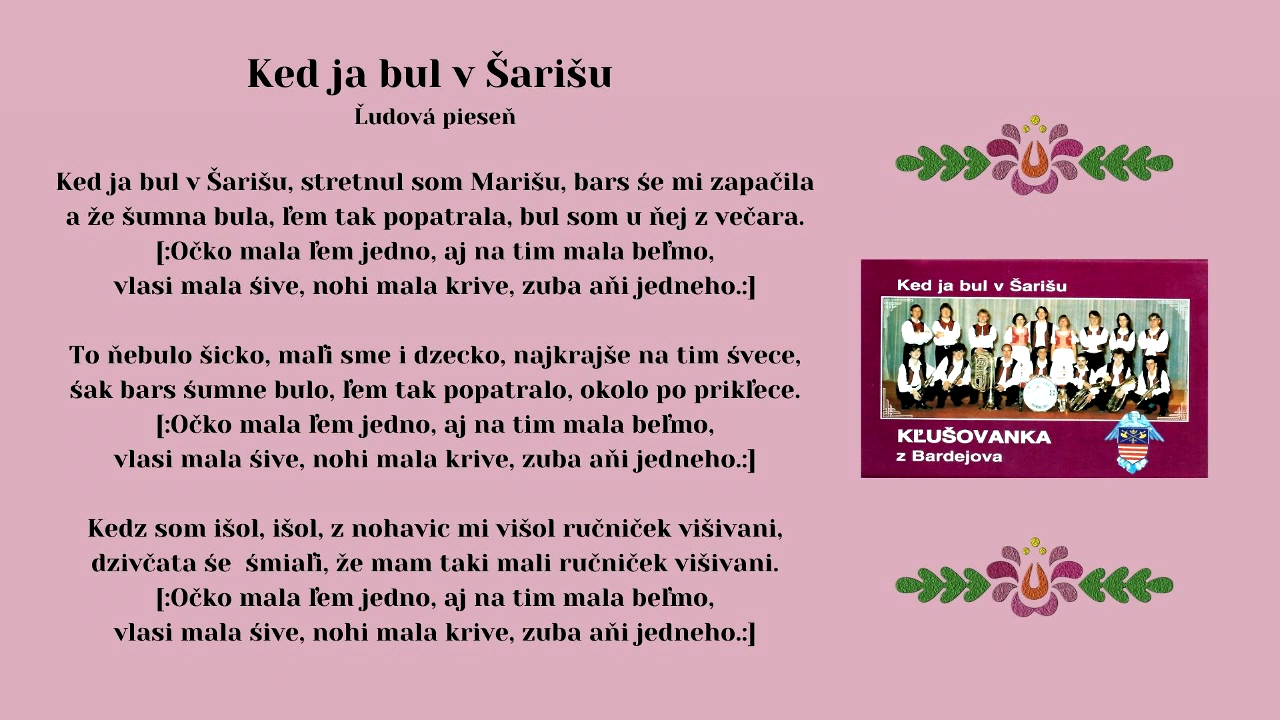 Ked ja bul v Šarišu
Ľudová pieseň
Ked ja bul v Šarišu, stretnul som Marišu, bars śe mi zapačila
a že šumna bula, ľem tak popatrala, bul som u ňej z večara.
[:Očko mala ľem jedno, aj na tim mala beľmo,
vlasi mala śive, nohi mala krive, zuba aňi jedneho.:]
To ňebulo šicko, maľi sme i dzecko, najkrajše na tim śvece,
śak bars śumne bulo, ľem tak popatralo, okolo po prikľece.
[:Očko mala ľem jedno, aj na tim mala beľmo,
vlasi mala śive, nohi mala krive, zuba aňi jedneho.:]
Kedz som išol, išol, z nohavic mi višol ručniček višivani,
dzivčata śe śmiaľi, že mam taki mali ručniček višivani.
[:Očko mala ľem jedno, aj na tim mala beľmo,
vlasi mala śive, nohi mala krive, zuba aňi jedneho.:]
Ked ja bul v Šarišu
KĽUŠOVANKA
z Bardejova